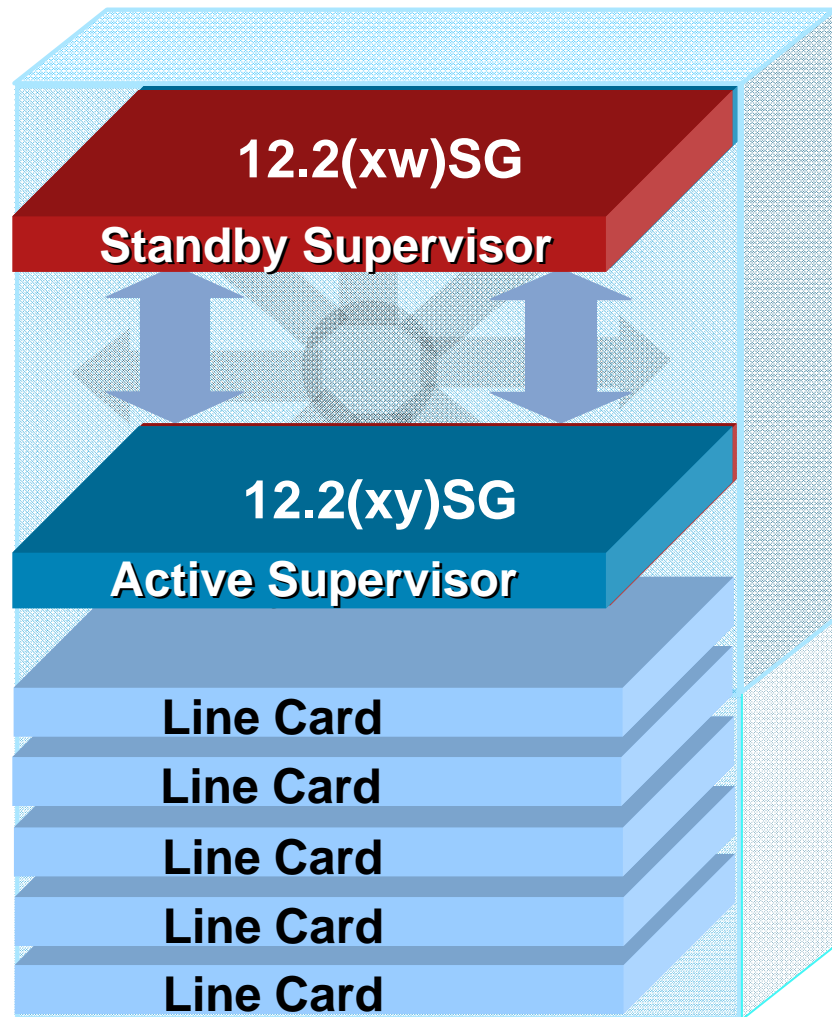 12.2(xw)SG
Standby Supervisor
12.2(xy)SG
Active Supervisor
Line Card
Line Card
Line Card
Line Card
Line Card